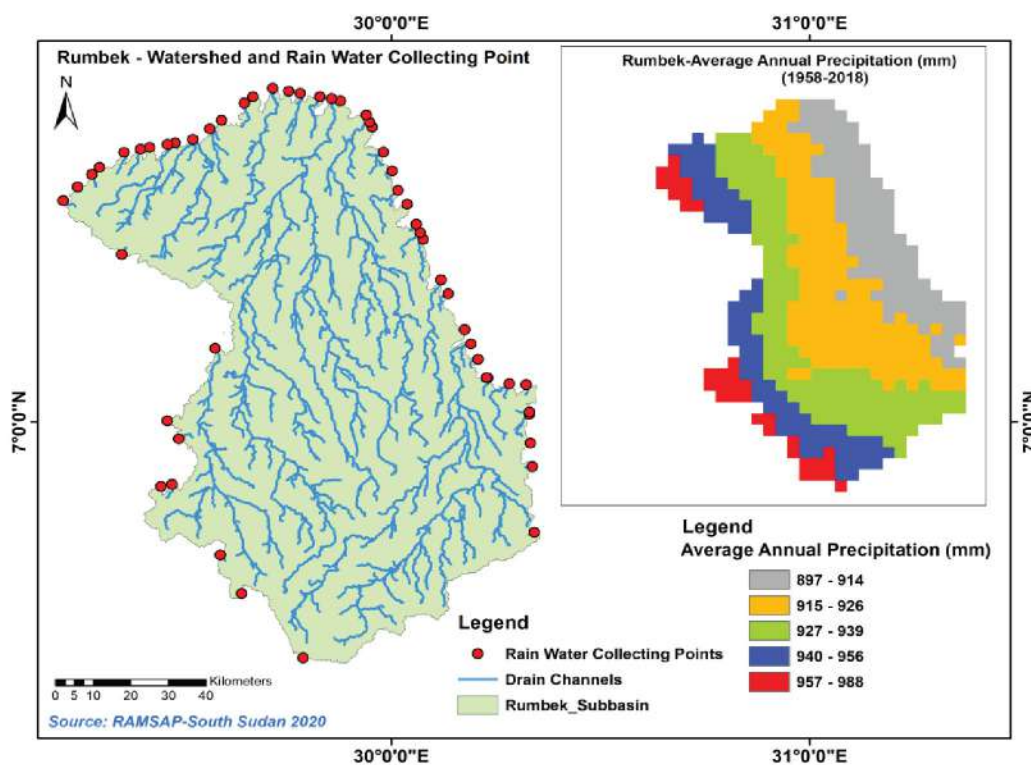 30°0'0"E
31°0'0"E
Rumbek - Watershed and Rain Water Collecting Point
N
Rumbek-Average Annual Precipitation (mm)
(1958-2018)
7°0'0"N
7°0'0"N
Legend
Average Annual Precipitation (mm)
897 - 914
915 - 926
927 - 939
940 - 956
957 - 988
Legend
Rain Water Collecting Points
Drain Channels
Rumbek_Subbasin
Kilometers
0 5 10 20 30 40
Source: RAMSAP-South Sudan 2020
30°0'0"E
31°0'0"E